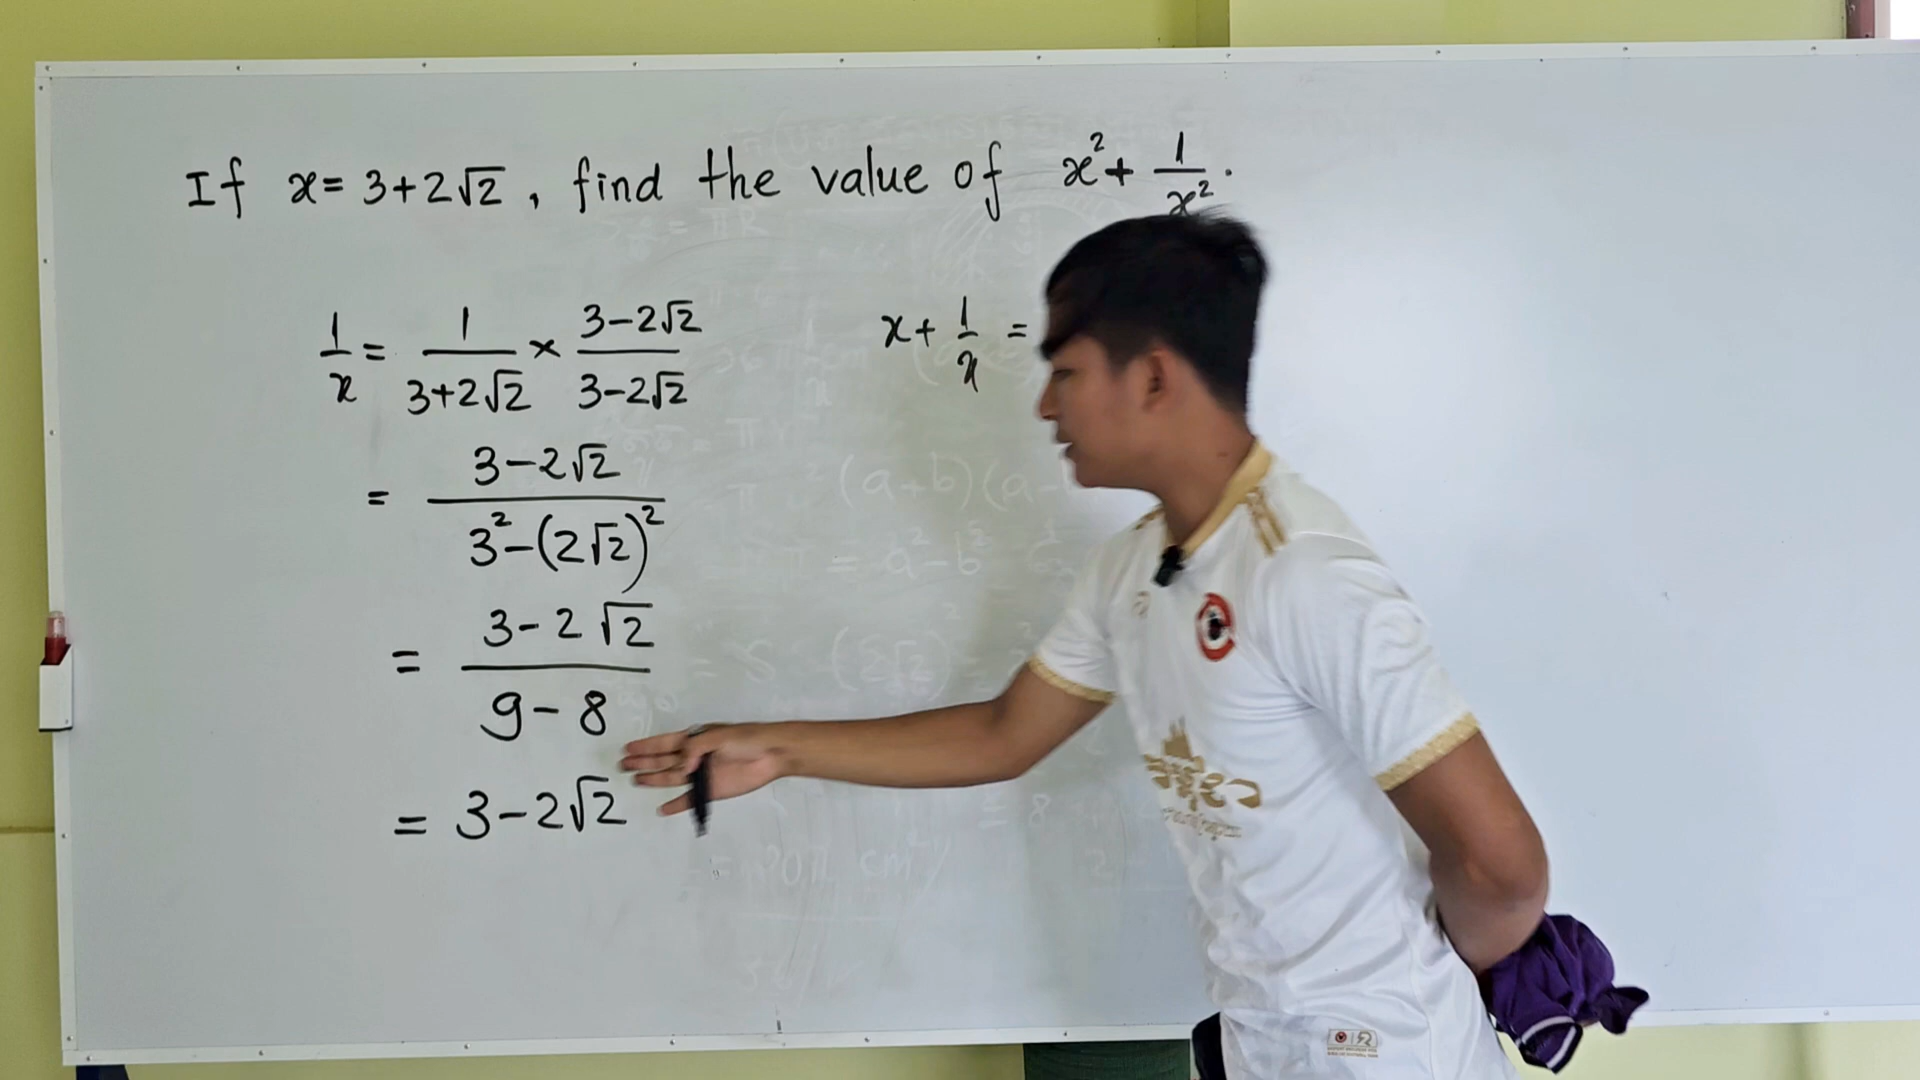 If x = 3+2√2, find the value of x² + 1/x².
1/x = 1/(3+2√2) × (3-2√2)/(3-2√2)
= (3-2√2)/(3²-(2√2)²)
= (3-2√2)/(9-8)
= 3-2√2
x + 1/x =